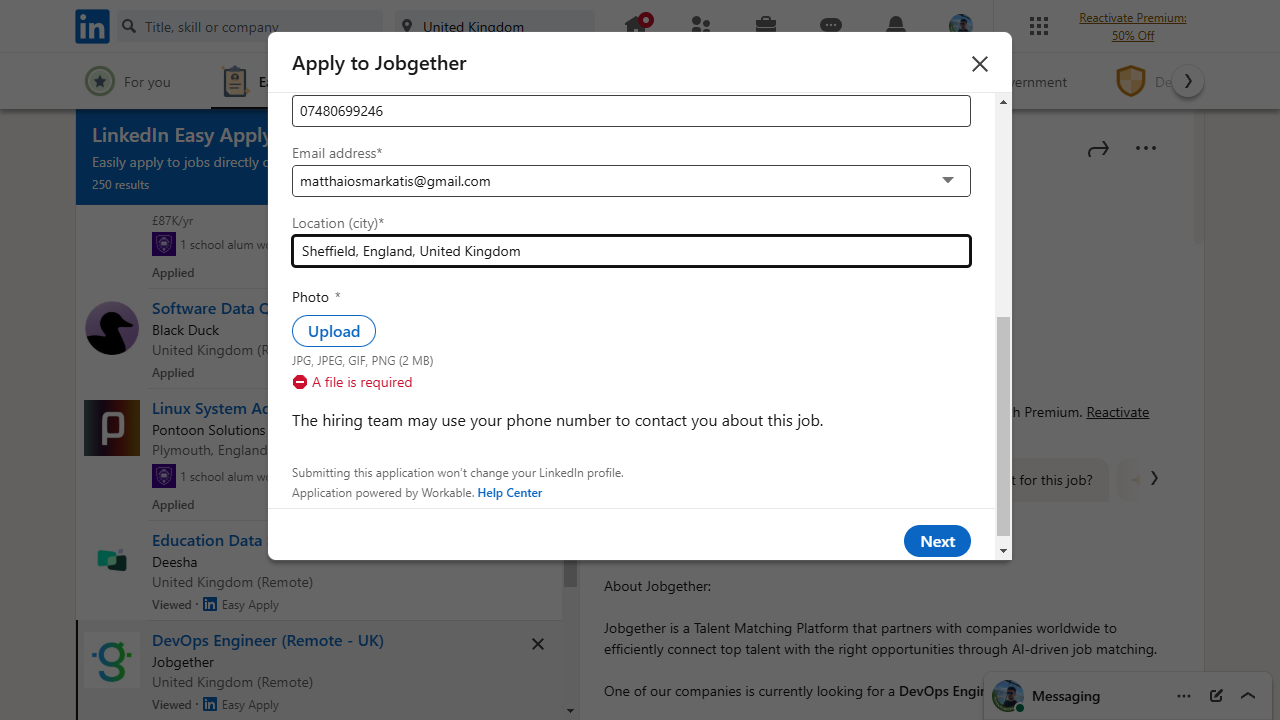 Title, skill or company
United Kingdom
Reactivate Premium:
50% Off
For you
Ea
vernment
De
Apply to Jobgether
07480699246
Email address*
matthaiosmarkatis@gmail.com
Location (city)*
Sheffield, England, United Kingdom
Photo *
Upload
JPG, JPEG, GIF, PNG (2 MB)
A file is required
The hiring team may use your phone number to contact you about this job.
Submitting this application won't change your LinkedIn profile.
Application powered by Workable. Help Center
Next
LinkedIn Easy Apply
Easily apply to jobs directly o
250 results
£87K/yr
1 school alum wo
Applied
Software Data
Black Duck
United Kingdom (R
Applied
Linux System Ad
Pontoon Solutions
Plymouth, England
1 school alum wo
Applied
Education Data
Deesha
United Kingdom (Remote)
Viewed · in Easy Apply
DevOps Engineer (Remote - UK)
Jobgether
United Kingdom (Remote)
Viewed · in Easy Apply
h Premium. Reactivate
t for this job?
About Jobgether:
Jobgether is a Talent Matching Platform that partners with companies worldwide to
efficiently connect top talent with the right opportunities through AI-driven job matching.
One of our companies is currently looking for a DevOps Engin
Messaging